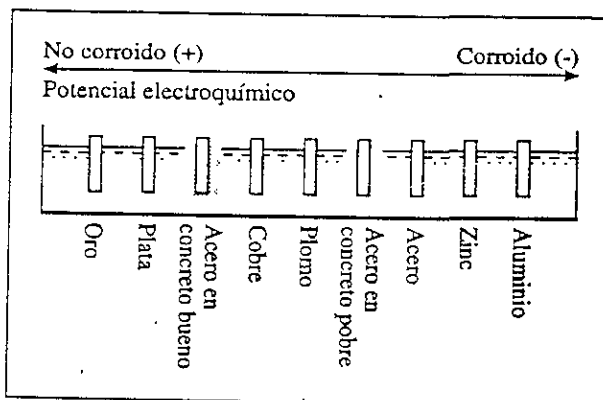 No corroido (+)
Corroido (-)
Potencial electroquímico
Oro
Plata
Acero en
concreto bueno
Cobre
Plomo
Acero en
concreto pobre
Acero
Zinc
Aluminio